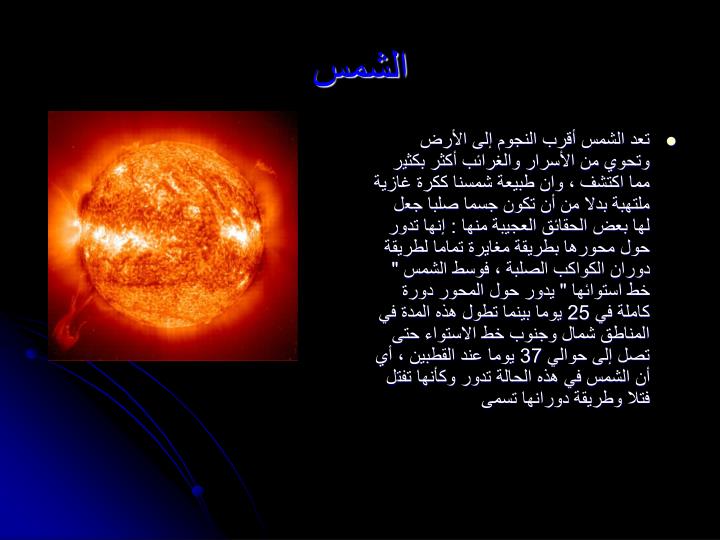 الشمس
تعد الشمس أقرب النجوم إلى الأرض
وتحوي من الأسرار والغرائب أكثر بكثير
مما اكتشف ، وان طبيعة شمسنا ككرة غازية
ملتهبة بدلا من أن تكون جسما صلبا جعل
لها بعض الحقائق العجيبة منها : إنها تدور
حول محورها بطريقة مغايرة تماما لطريقة
دوران الكواكب الصلبة ، فوسط الشمس "
خط استوائها " يدور حول المحور دورة
كاملة في 25 يوما بينما تطول هذه المدة في
المناطق شمال وجنوب خط الاستواء حتى
تصل إلى حوالي 37 يوما عند القطبين ، أي
أن الشمس في هذه الحالة تدور وكأنها تفتل
فتلا وطريقة دورانها تسمى